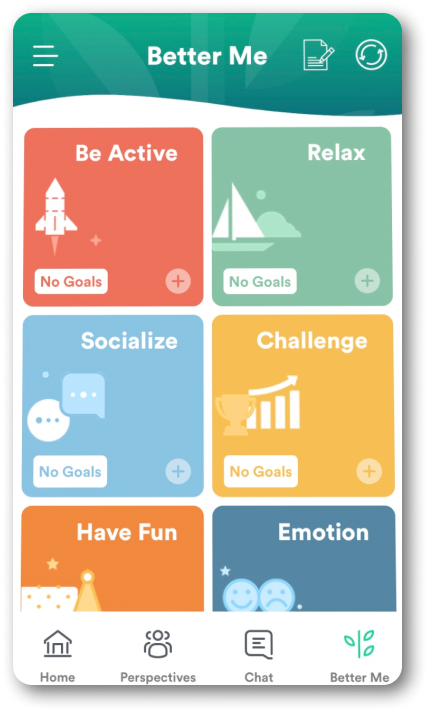 Better Me
Be Active
Relax
No Goals
No Goals
Socialize
Challenge
No Goals
No Goals
Have Fun
Emotion
Home
Perspectives
Chat
Better Me